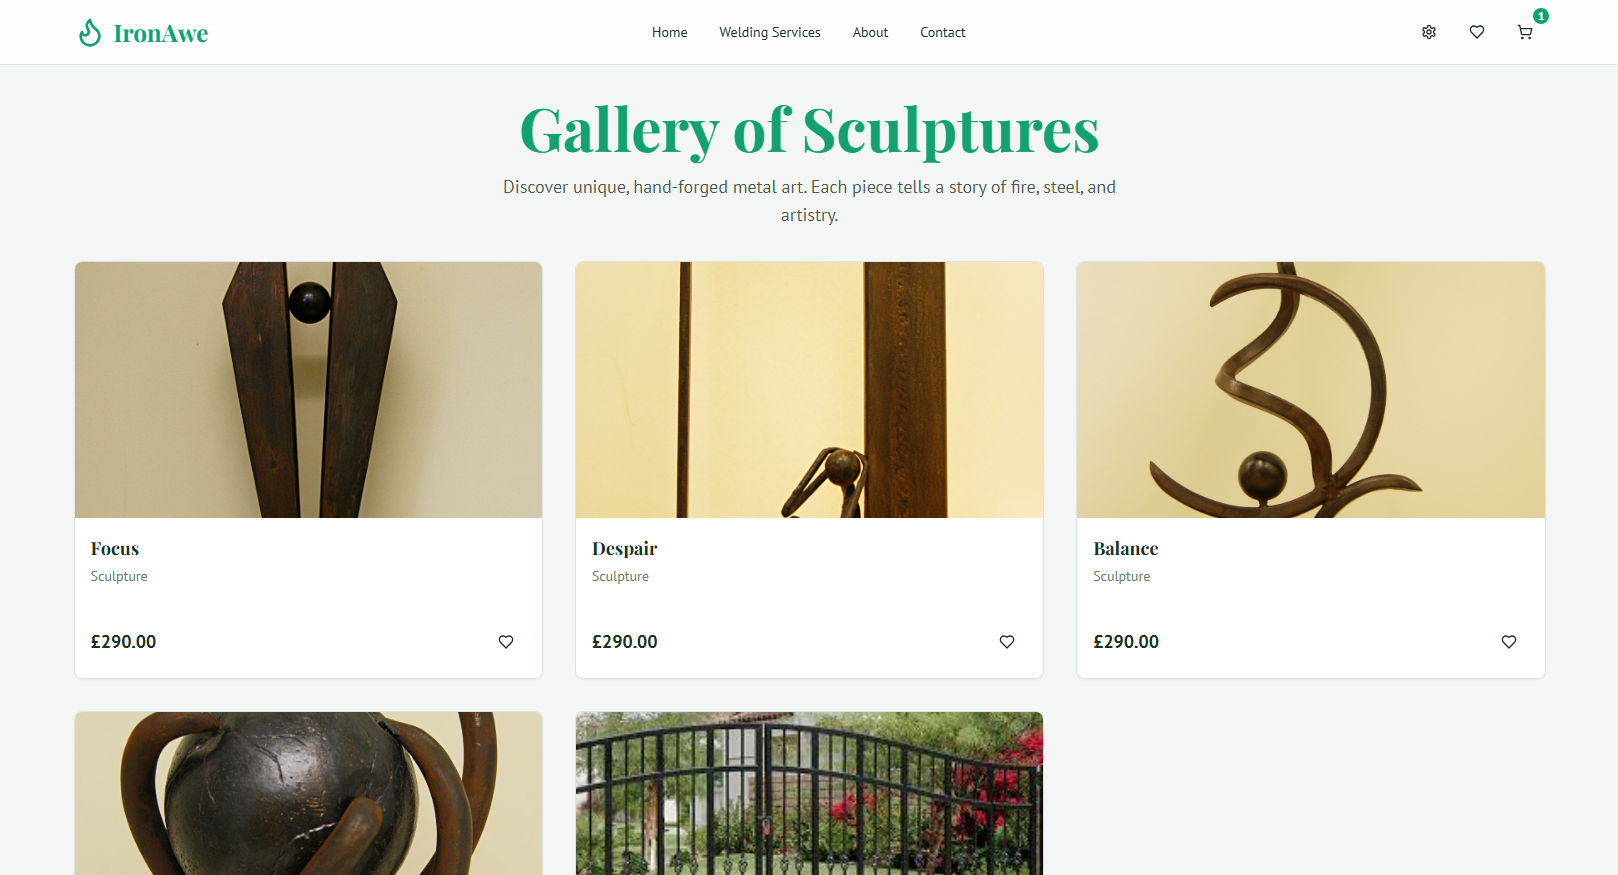 IronAwe
Home
Welding Services
About
Contact
1
Gallery of Sculptures
Discover unique, hand-forged metal art. Each piece tells a story of fire, steel, and
artistry.
Focus
Sculpture
£290.00
Despair
Sculpture
£290.00
Balance
Sculpture
£290.00